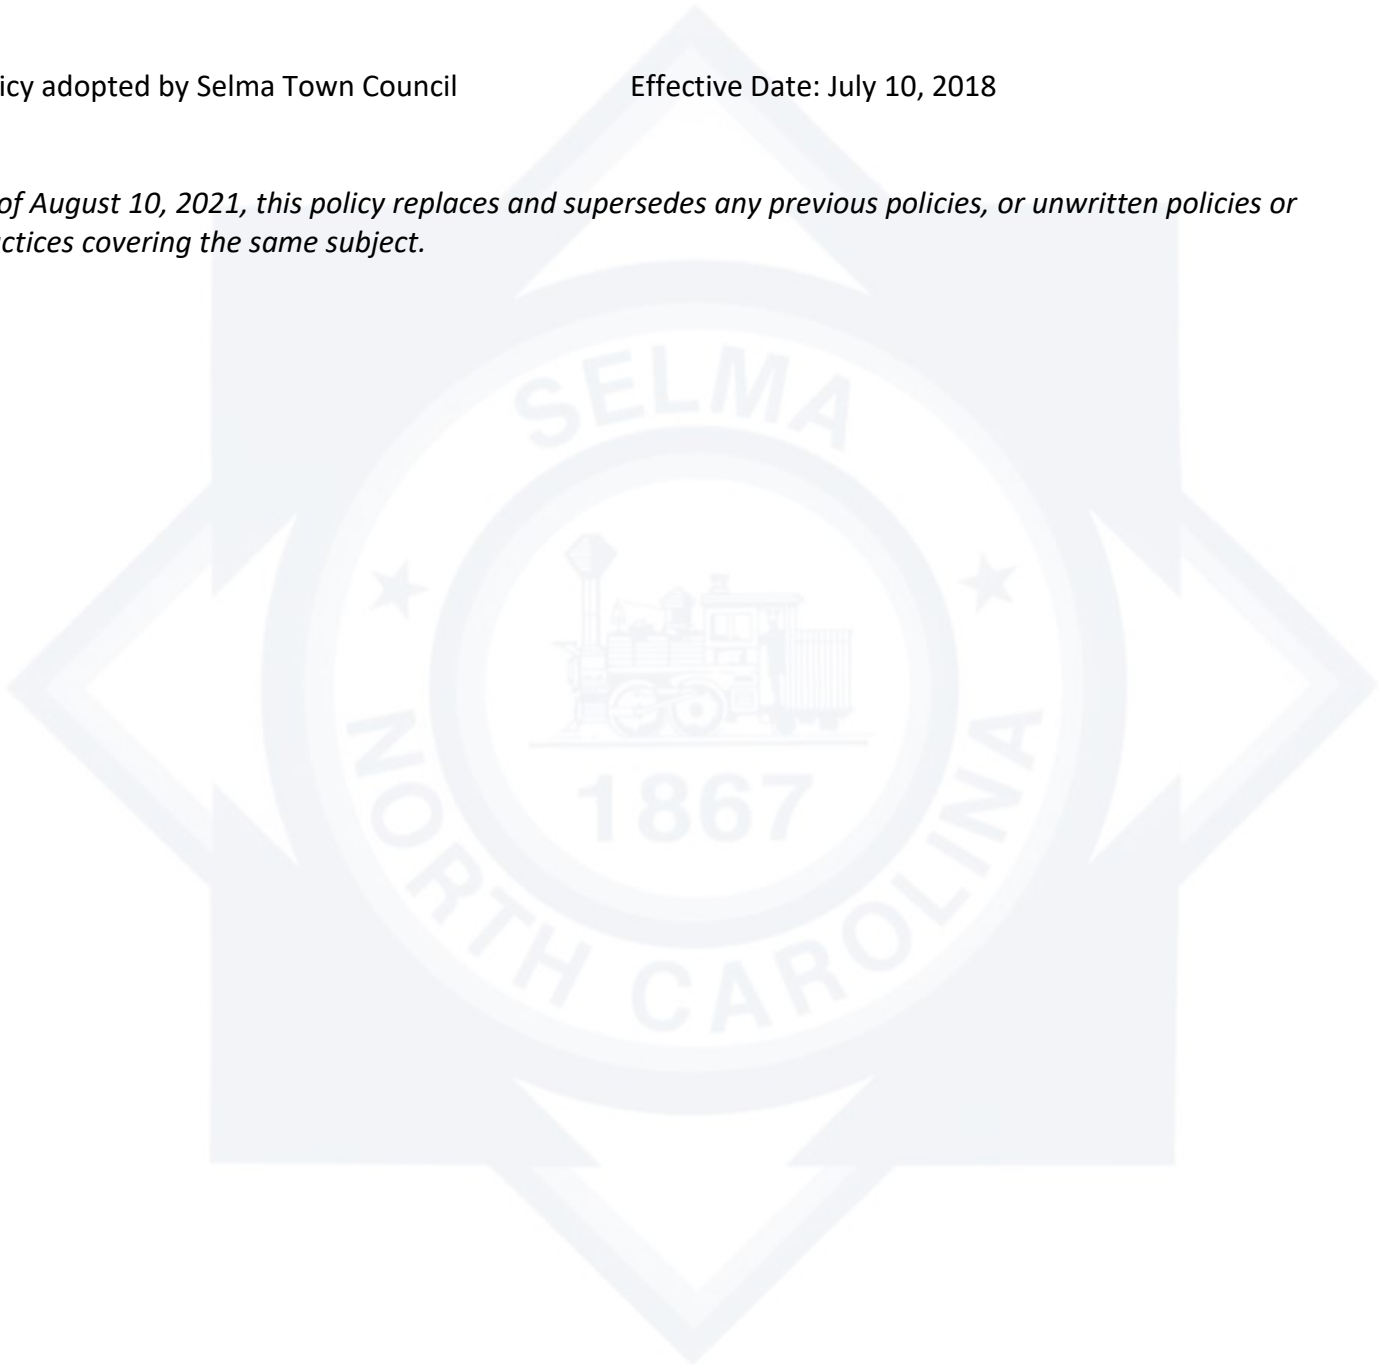 icy adopted by Selma Town Council Effective Date: July 10, 2018
of August 10, 2021, this policy replaces and supersedes any previous policies, or unwritten policies or
ctices covering the same subject.
SELMA
1867
NORTH CAROLINA